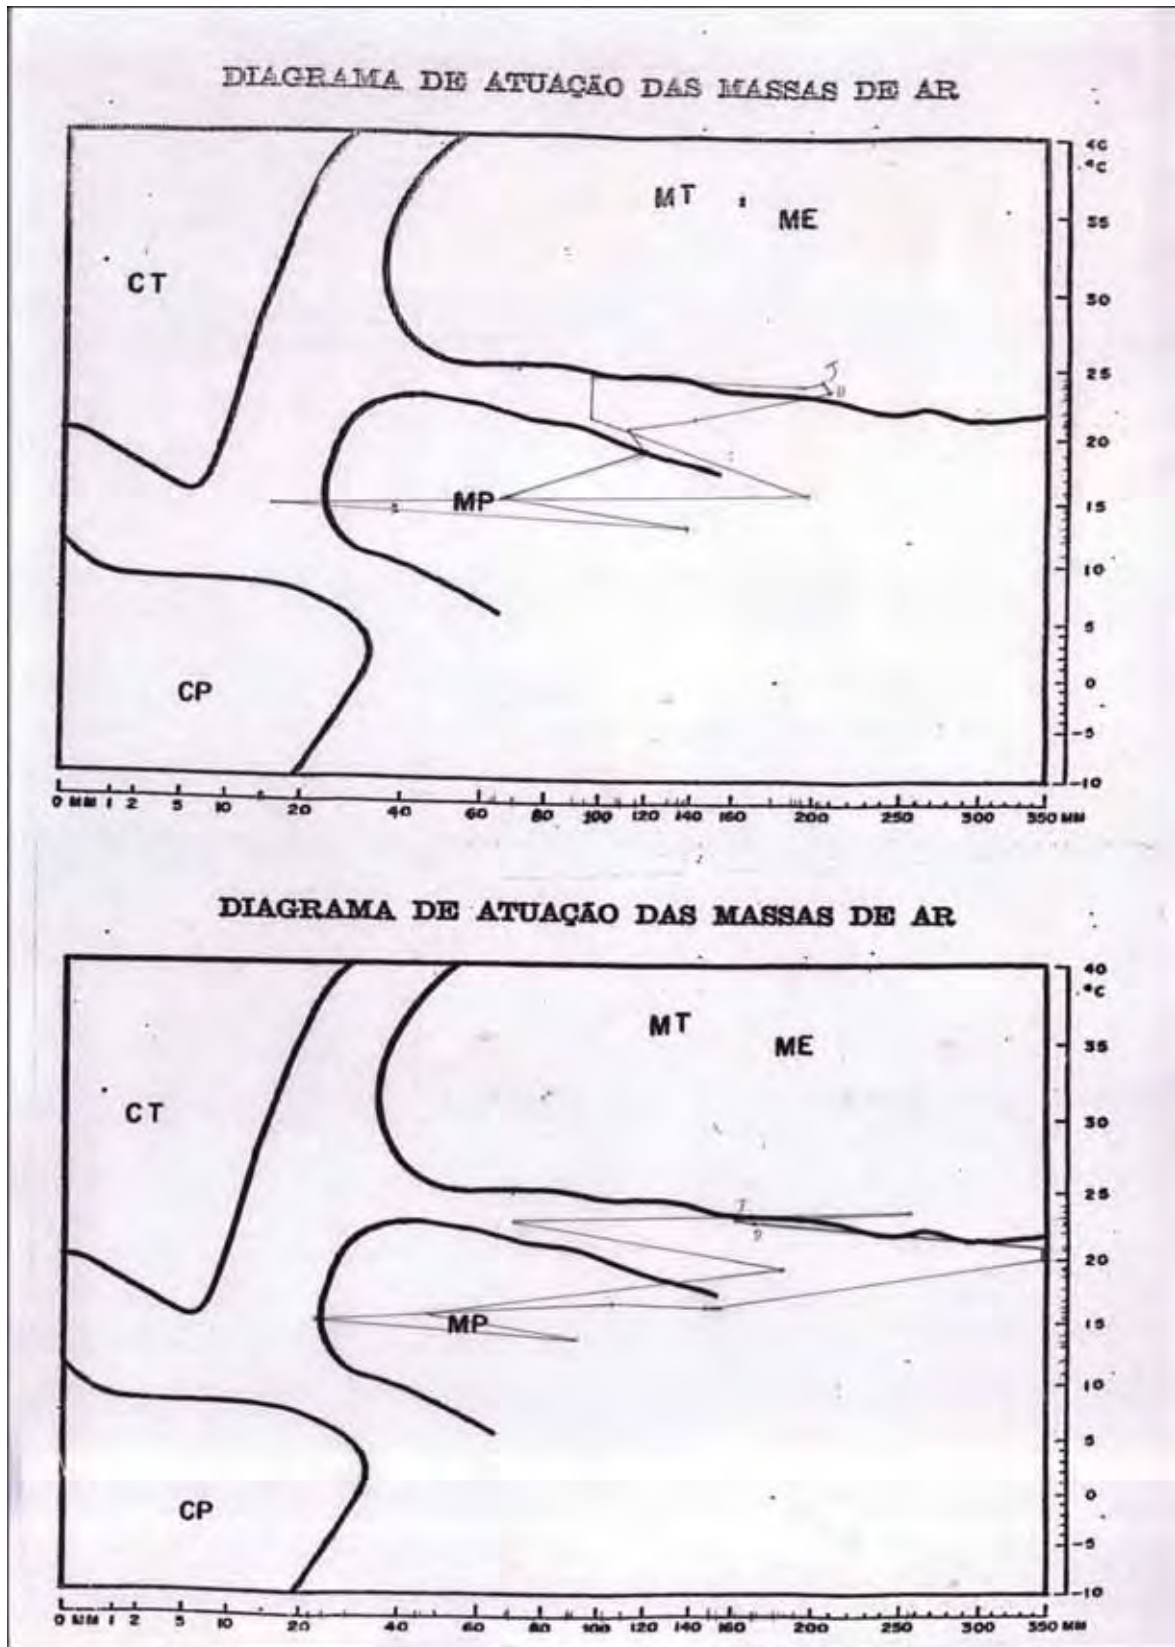 DIAGRAMA DE ATUAÇÃO DAS MASSAS DE AR
40
°C
MT
ME
35
CT
30
J
25
D
20
MP
15
10
5
CP
0
-5
-10
0 MM 1 2 5 10 20 40 60 80 100 120 140 160 200 250 300 350 MM
DIAGRAMA DE ATUAÇÃO DAS MASSAS DE AR
40
°C
MT
ME
35
CT
30
25
J
D
20
MP
15
10
5
CP
0
-5
-10
0 MM 1 2 5 10 20 40 60 80 100 120 140 160 200 250 300 350 MM